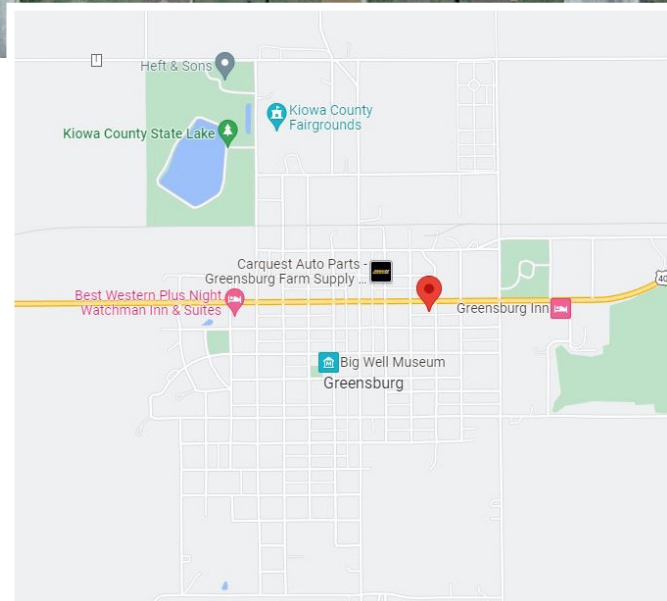 Heft & Sons
Kiowa County
Fairgrounds
Kiowa County State Lake
Carquest Auto Parts -
Greensburg Farm Supply ...
40
Best Western Plus Night
Watchman Inn & Suites
Greensburg Inn
Big Well Museum
Greensburg